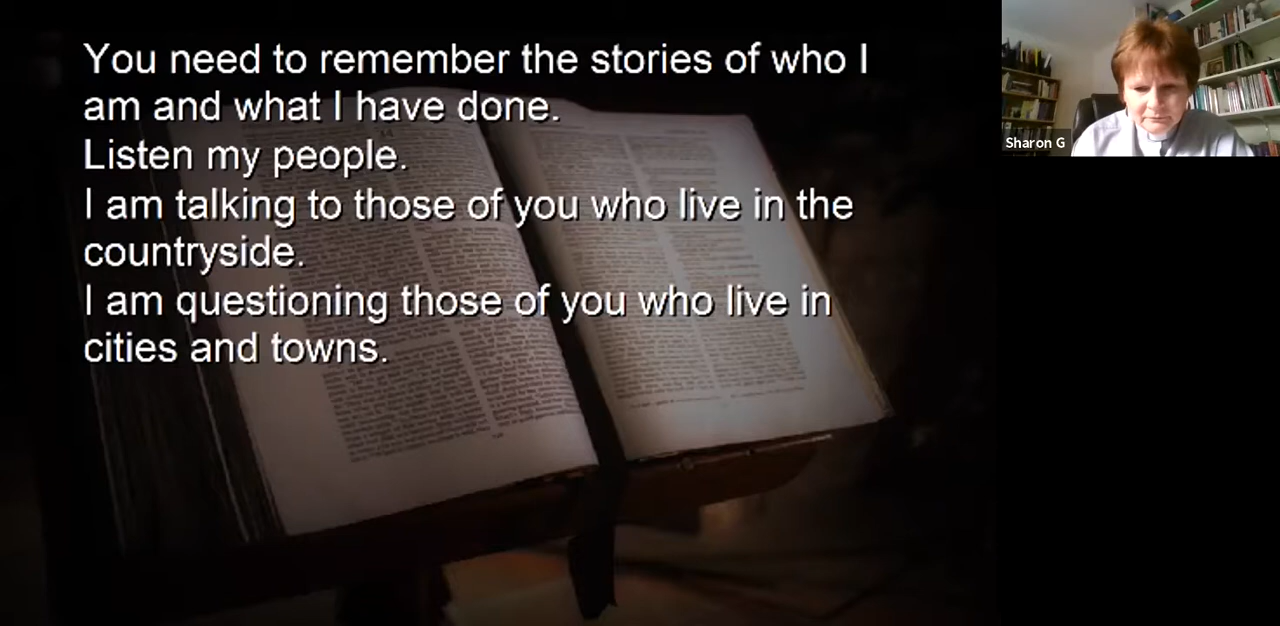 You need to remember the stories of who I
am and what I have done.
Listen my people.
I am talking to those of you who live in the
countryside.
I am questioning those of you who live in
cities and towns.
Sharon G